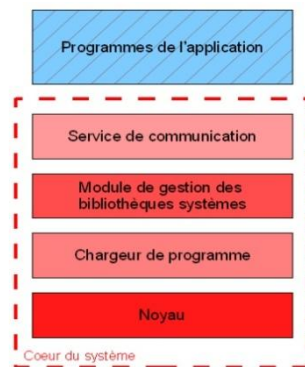 Programmes de l'application
Service de communication
Module de gestion des
bibliothèques systèmes
Chargeur de programme
Noyau
Coeur du système